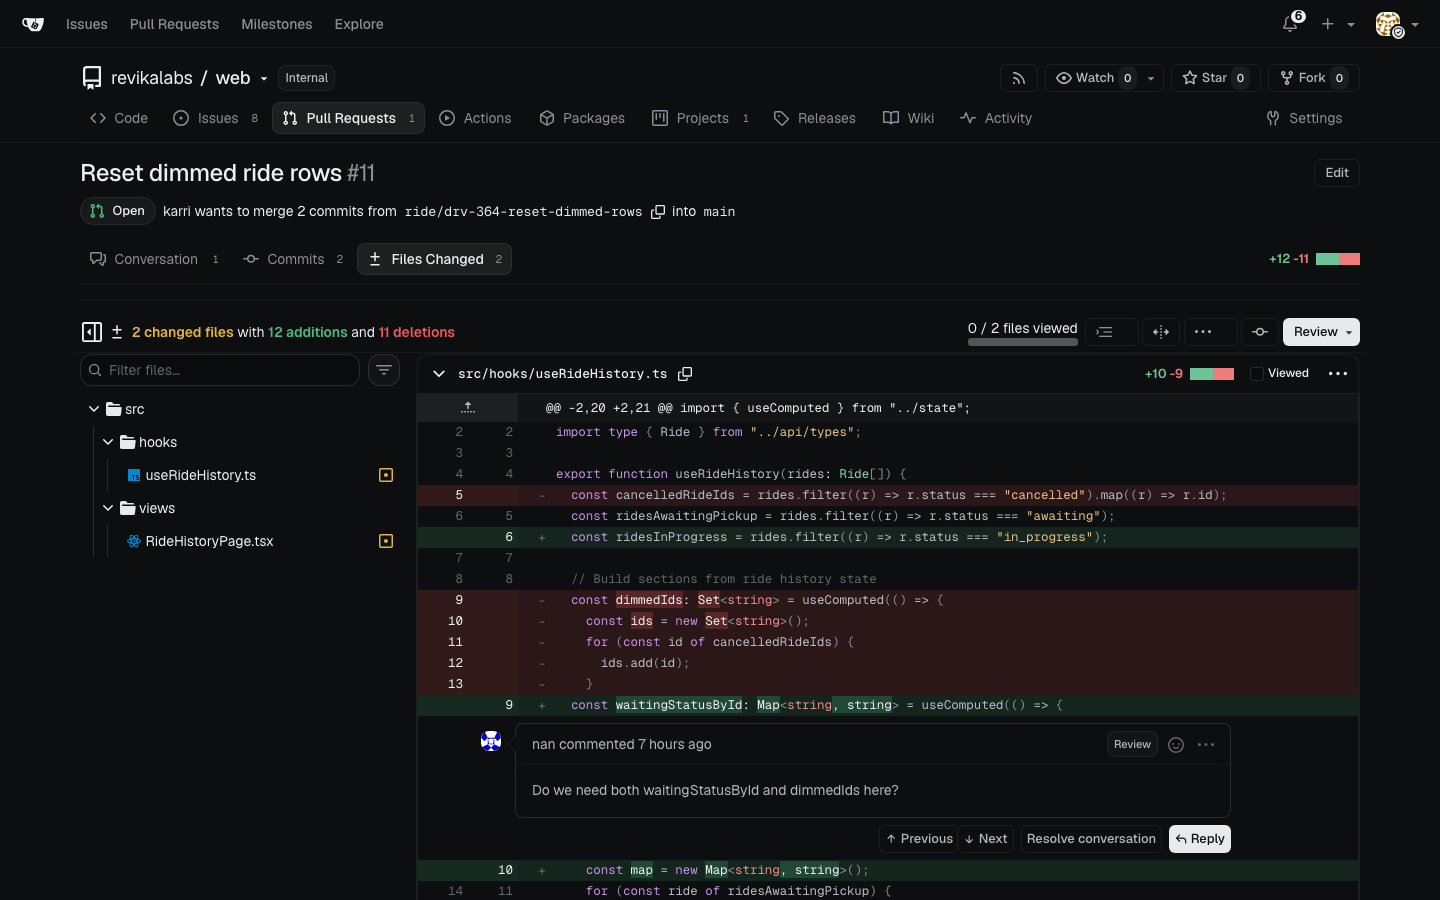 Issues Pull Requests Milestones Explore 6
revikalabs / web Internal Watch 0 Star 0 Fork 0
Code Issues 8 Pull Requests 1 Actions Packages Projects 1 Releases Wiki Activity Settings
Reset dimmed ride rows #11 Edit
Open karri wants to merge 2 commits from ride/drv-364-reset-dimmed-rows into main
Conversation 1 Commits 2 Files Changed 2 +12 -11
2 changed files with 12 additions and 11 deletions 0 / 2 files viewed Review
Filter files...
src
hooks
useRideHistory.ts
views
RideHistoryPage.tsx
src/hooks/useRideHistory.ts +10 -9 Viewed
@@ -2,20 +2,21 @@ import { useComputed } from "../state";
2 2 import type { Ride } from "../api/types";
3 3
4 4 export function useRideHistory(rides: Ride[]) {
5 - const cancelledRideIds = rides.filter((r) => r.status === "cancelled").map((r) => r.id);
6 5 const ridesAwaitingPickup = rides.filter((r) => r.status === "awaiting");
6 + const ridesInProgress = rides.filter((r) => r.status === "in_progress");
7 7
8 8 // Build sections from ride history state
9 - const dimmedIds: Set<string> = useComputed(() => {
10 - const ids = new Set<string>();
11 - for (const id of cancelledRideIds) {
12 - ids.add(id);
13 - }
9 + const waitingStatusById: Map<string, string> = useComputed(() => {
nan commented 7 hours ago Review
Do we need both waitingStatusById and dimmedIds here?
Previous Next Resolve conversation Reply
10 + const map = new Map<string, string>();
14 11 for (const ride of ridesAwaitingPickup) {